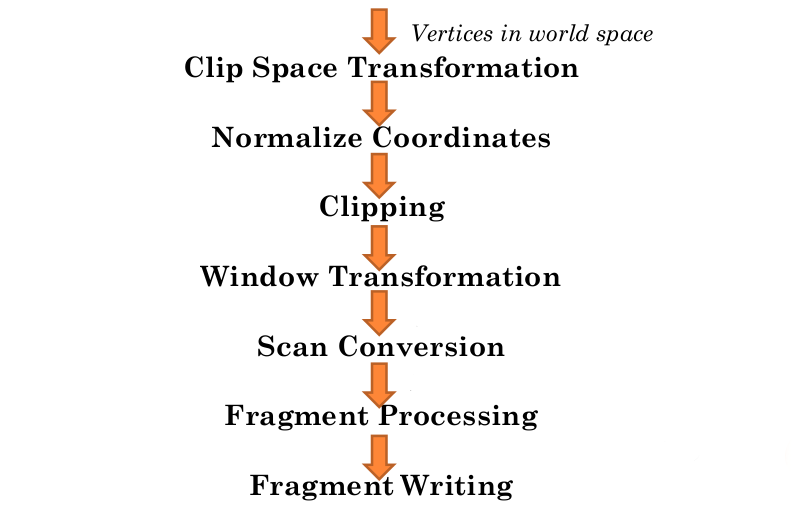 Vertices in world space
Clip Space Transformation
Normalize Coordinates
Clipping
Window Transformation
Scan Conversion
Fragment Processing
Fragment Writing